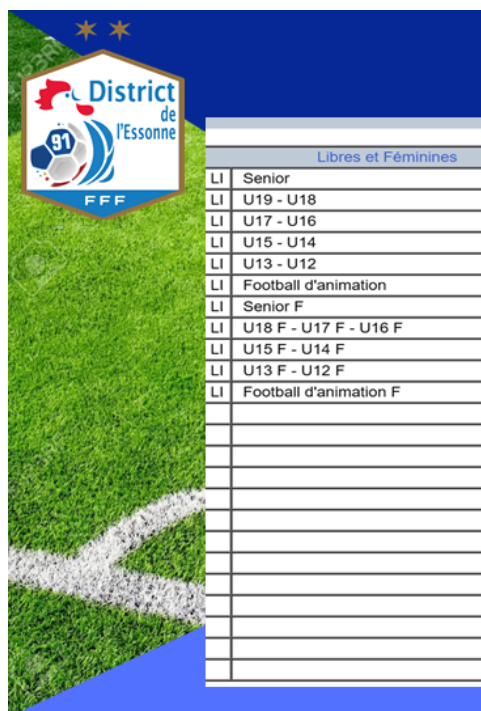 District
de
l'Essonne
91
FFF
Libres et Féminines
LI Senior
LI U19 - U18
LI U17 - U16
LI U15 - U14
LI U13 - U12
LI Football d'animation
LI Senior F
LI U18 F - U17 F - U16 F
LI U15 F - U14 F
LI U13 F - U12 F
LI Football d'animation F